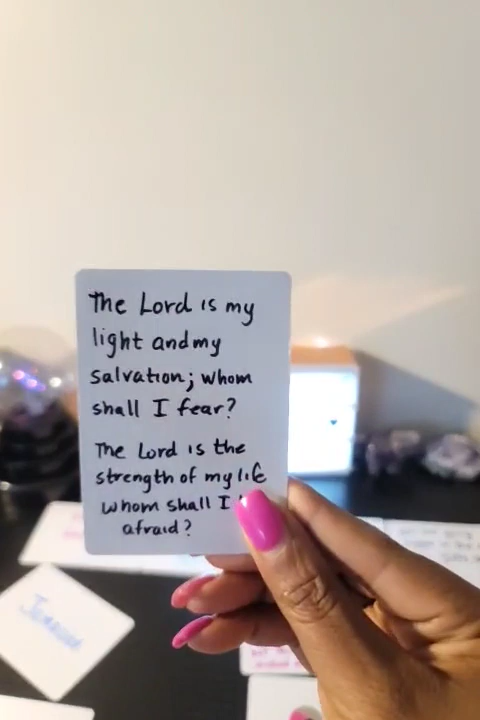 The Lord is my
light and my
salvation; whom
shall I fear?
The Lord is the
strength of my life
whom shall I
afraid?